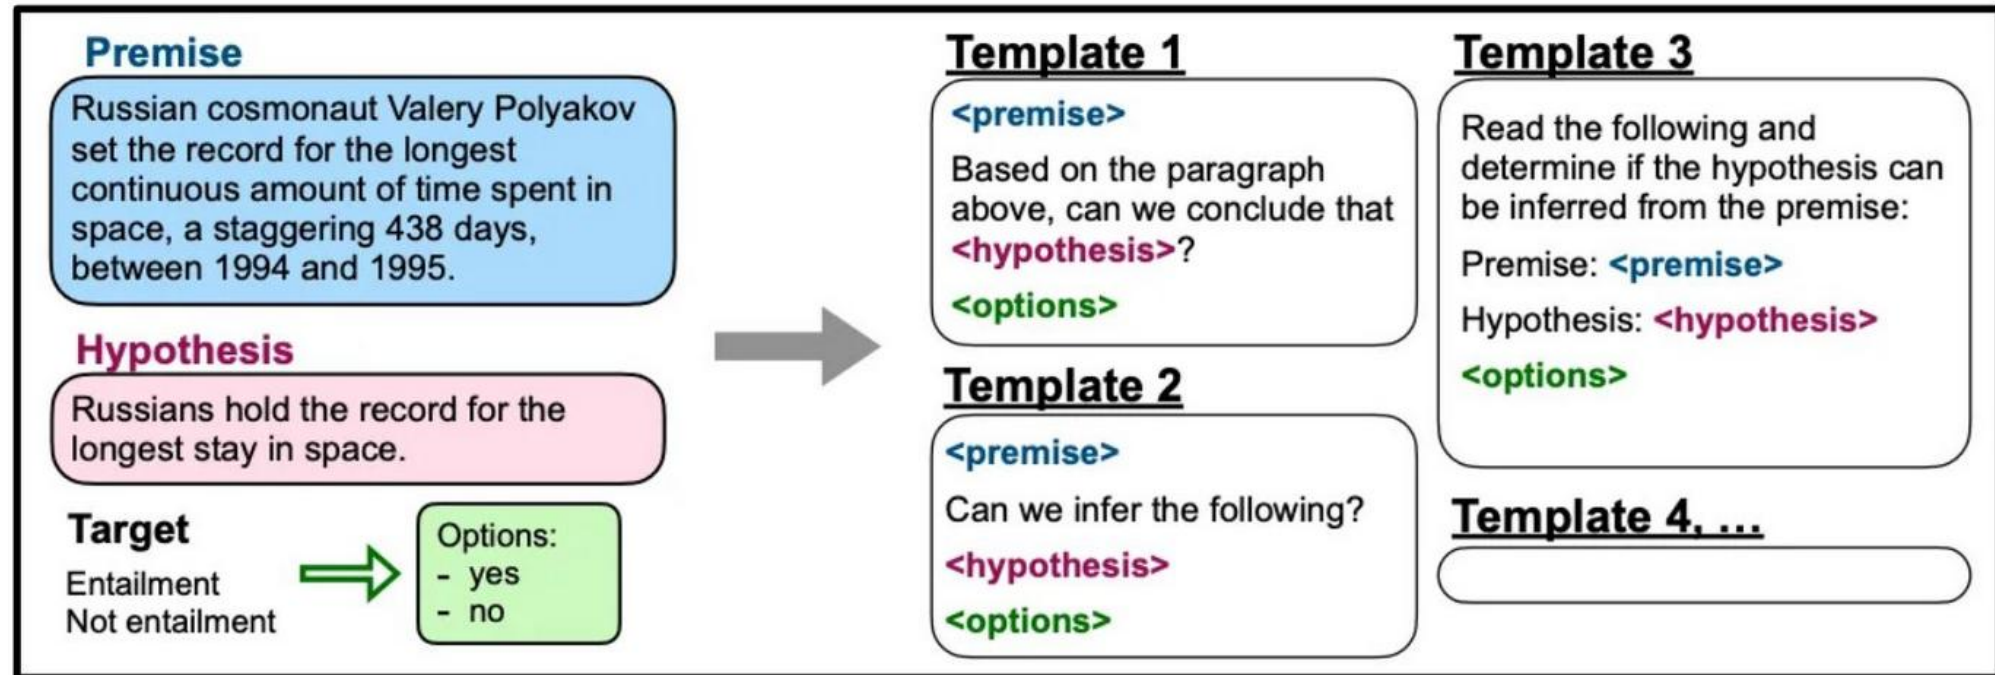 Premise
Russian cosmonaut Valery Polyakov
set the record for the longest
continuous amount of time spent in
space, a staggering 438 days,
between 1994 and 1995.
Hypothesis
Russians hold the record for the
longest stay in space.
Target
Entailment
Not entailment
Options:
- yes
- no
Template 1
<premise>
Based on the paragraph
above, can we conclude that
<hypothesis>?
<options>
Template 2
<premise>
Can we infer the following?
<hypothesis>
<options>
Template 3
Read the following and
determine if the hypothesis can
be inferred from the premise:
Premise: <premise>
Hypothesis: <hypothesis>
<options>
Template 4, ...